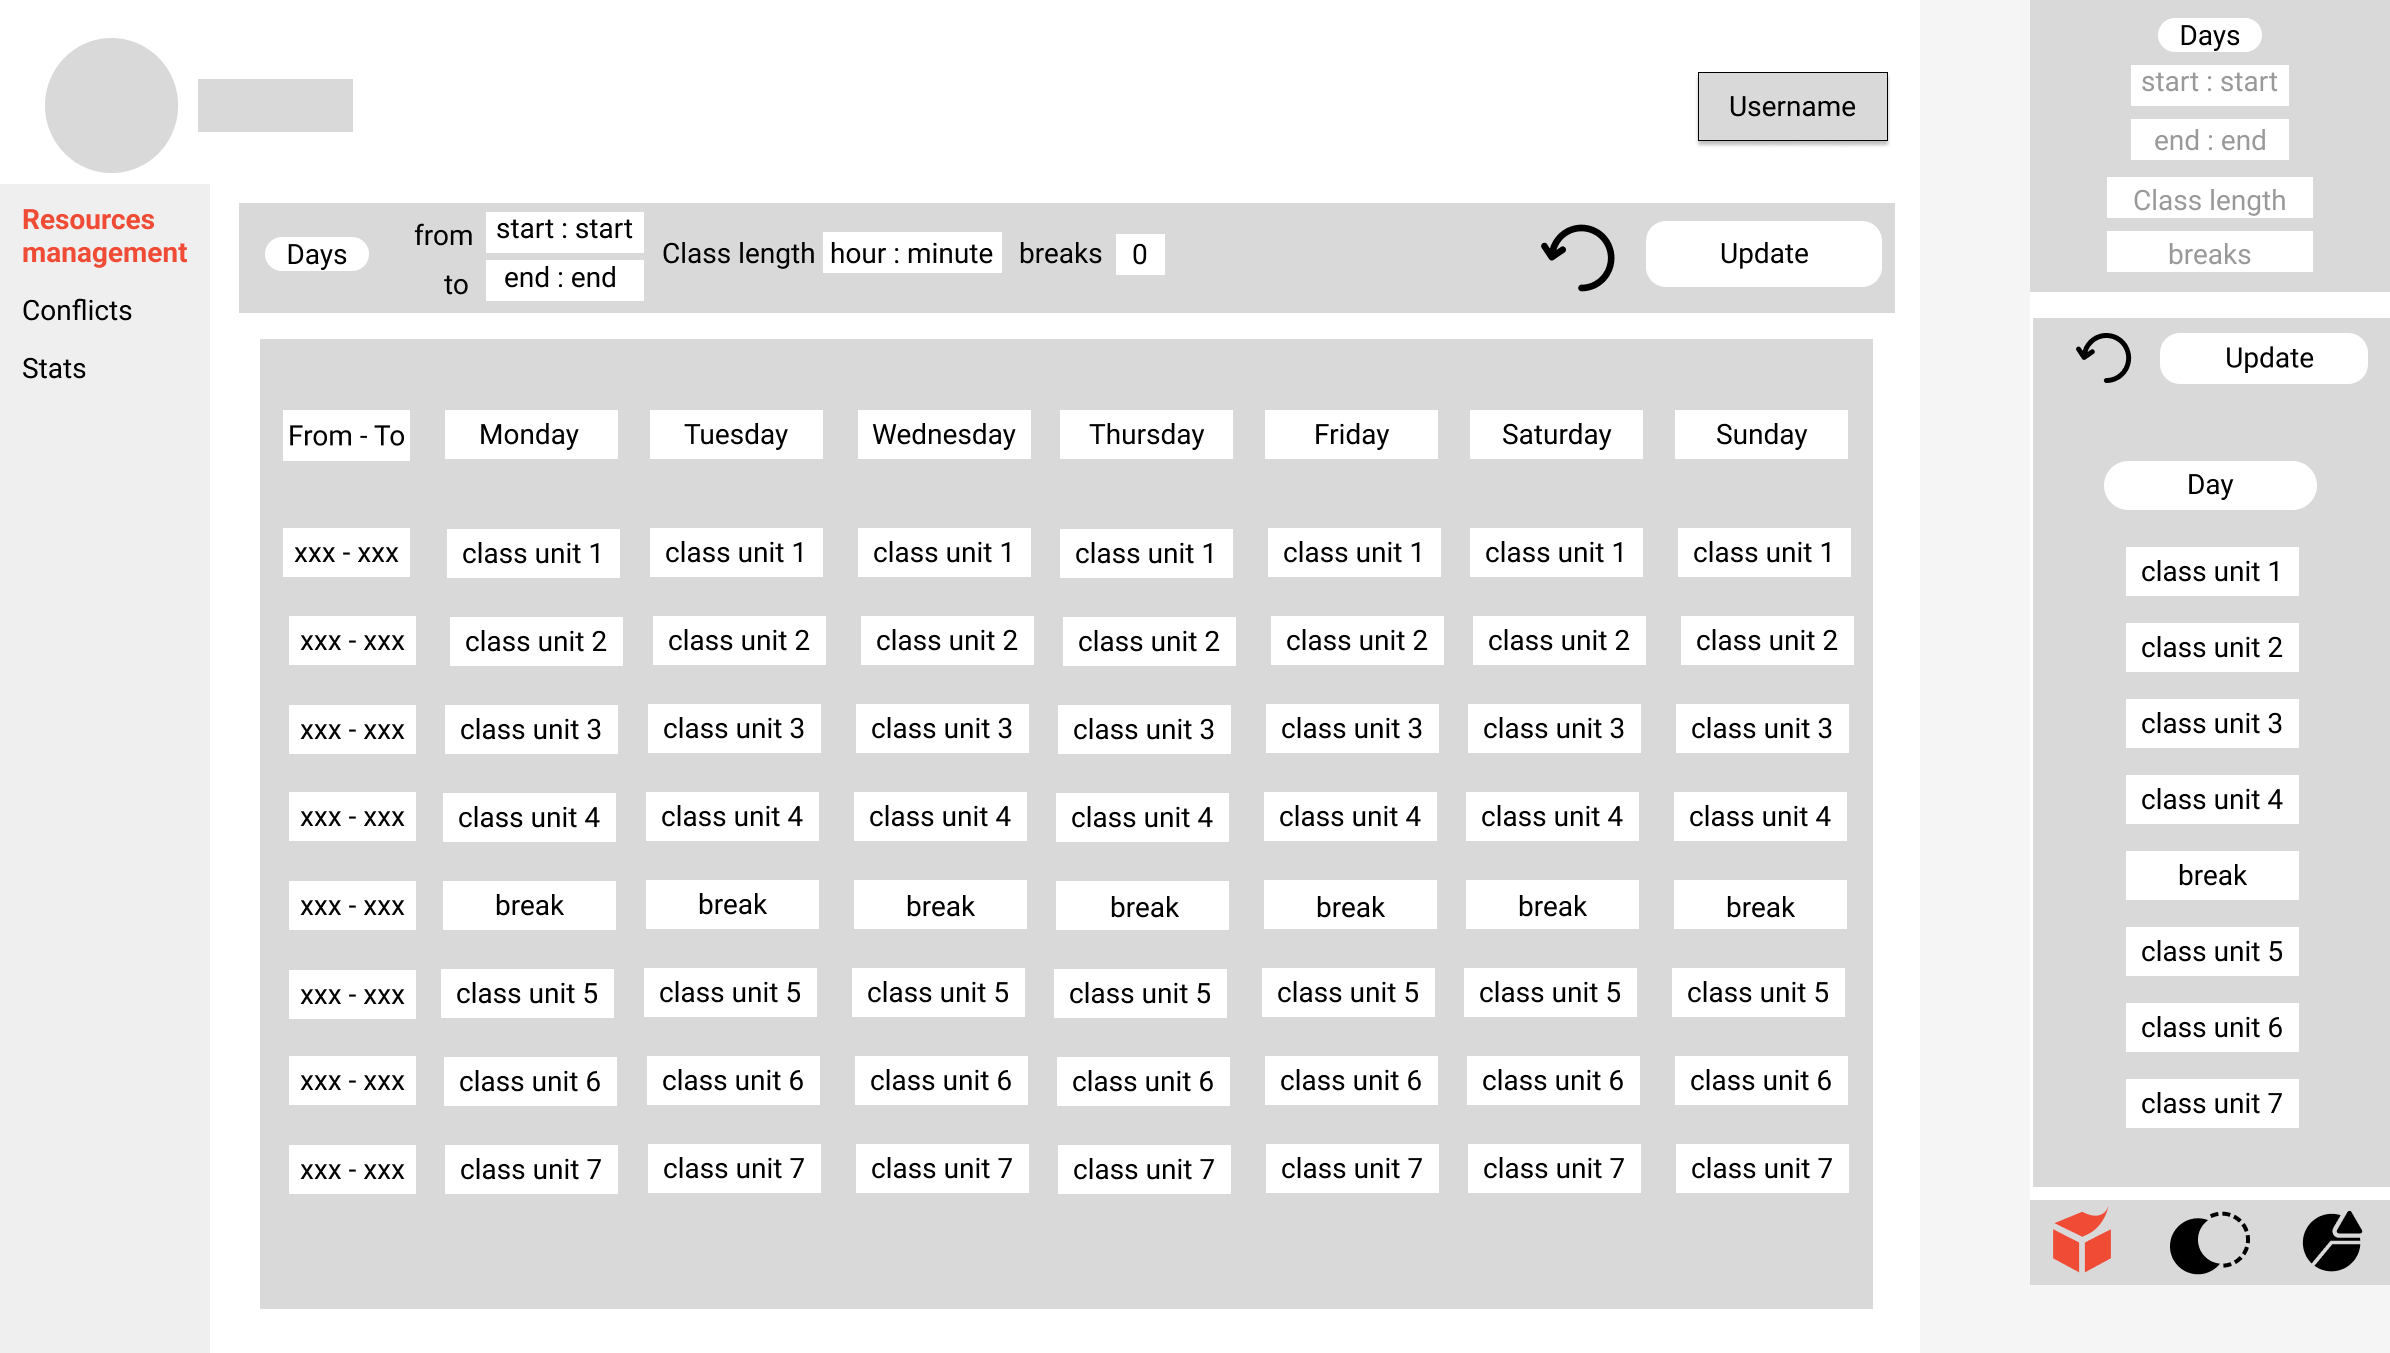 Username
Resources
management
Conflicts
Stats
Days
from
start : start
to
end : end
Class length
hour : minute
breaks
0
Update
From - To Monday Tuesday Wednesday Thursday Friday Saturday Sunday
xxx - xxx class unit 1 class unit 1 class unit 1 class unit 1 class unit 1 class unit 1 class unit 1
xxx - xxx class unit 2 class unit 2 class unit 2 class unit 2 class unit 2 class unit 2 class unit 2
xxx - xxx class unit 3 class unit 3 class unit 3 class unit 3 class unit 3 class unit 3 class unit 3
xxx - xxx class unit 4 class unit 4 class unit 4 class unit 4 class unit 4 class unit 4 class unit 4
xxx - xxx break break break break break break break
xxx - xxx class unit 5 class unit 5 class unit 5 class unit 5 class unit 5 class unit 5 class unit 5
xxx - xxx class unit 6 class unit 6 class unit 6 class unit 6 class unit 6 class unit 6 class unit 6
xxx - xxx class unit 7 class unit 7 class unit 7 class unit 7 class unit 7 class unit 7 class unit 7
Days
start : start
end : end
Class length
breaks
Update
Day
class unit 1
class unit 2
class unit 3
class unit 4
break
class unit 5
class unit 6
class unit 7